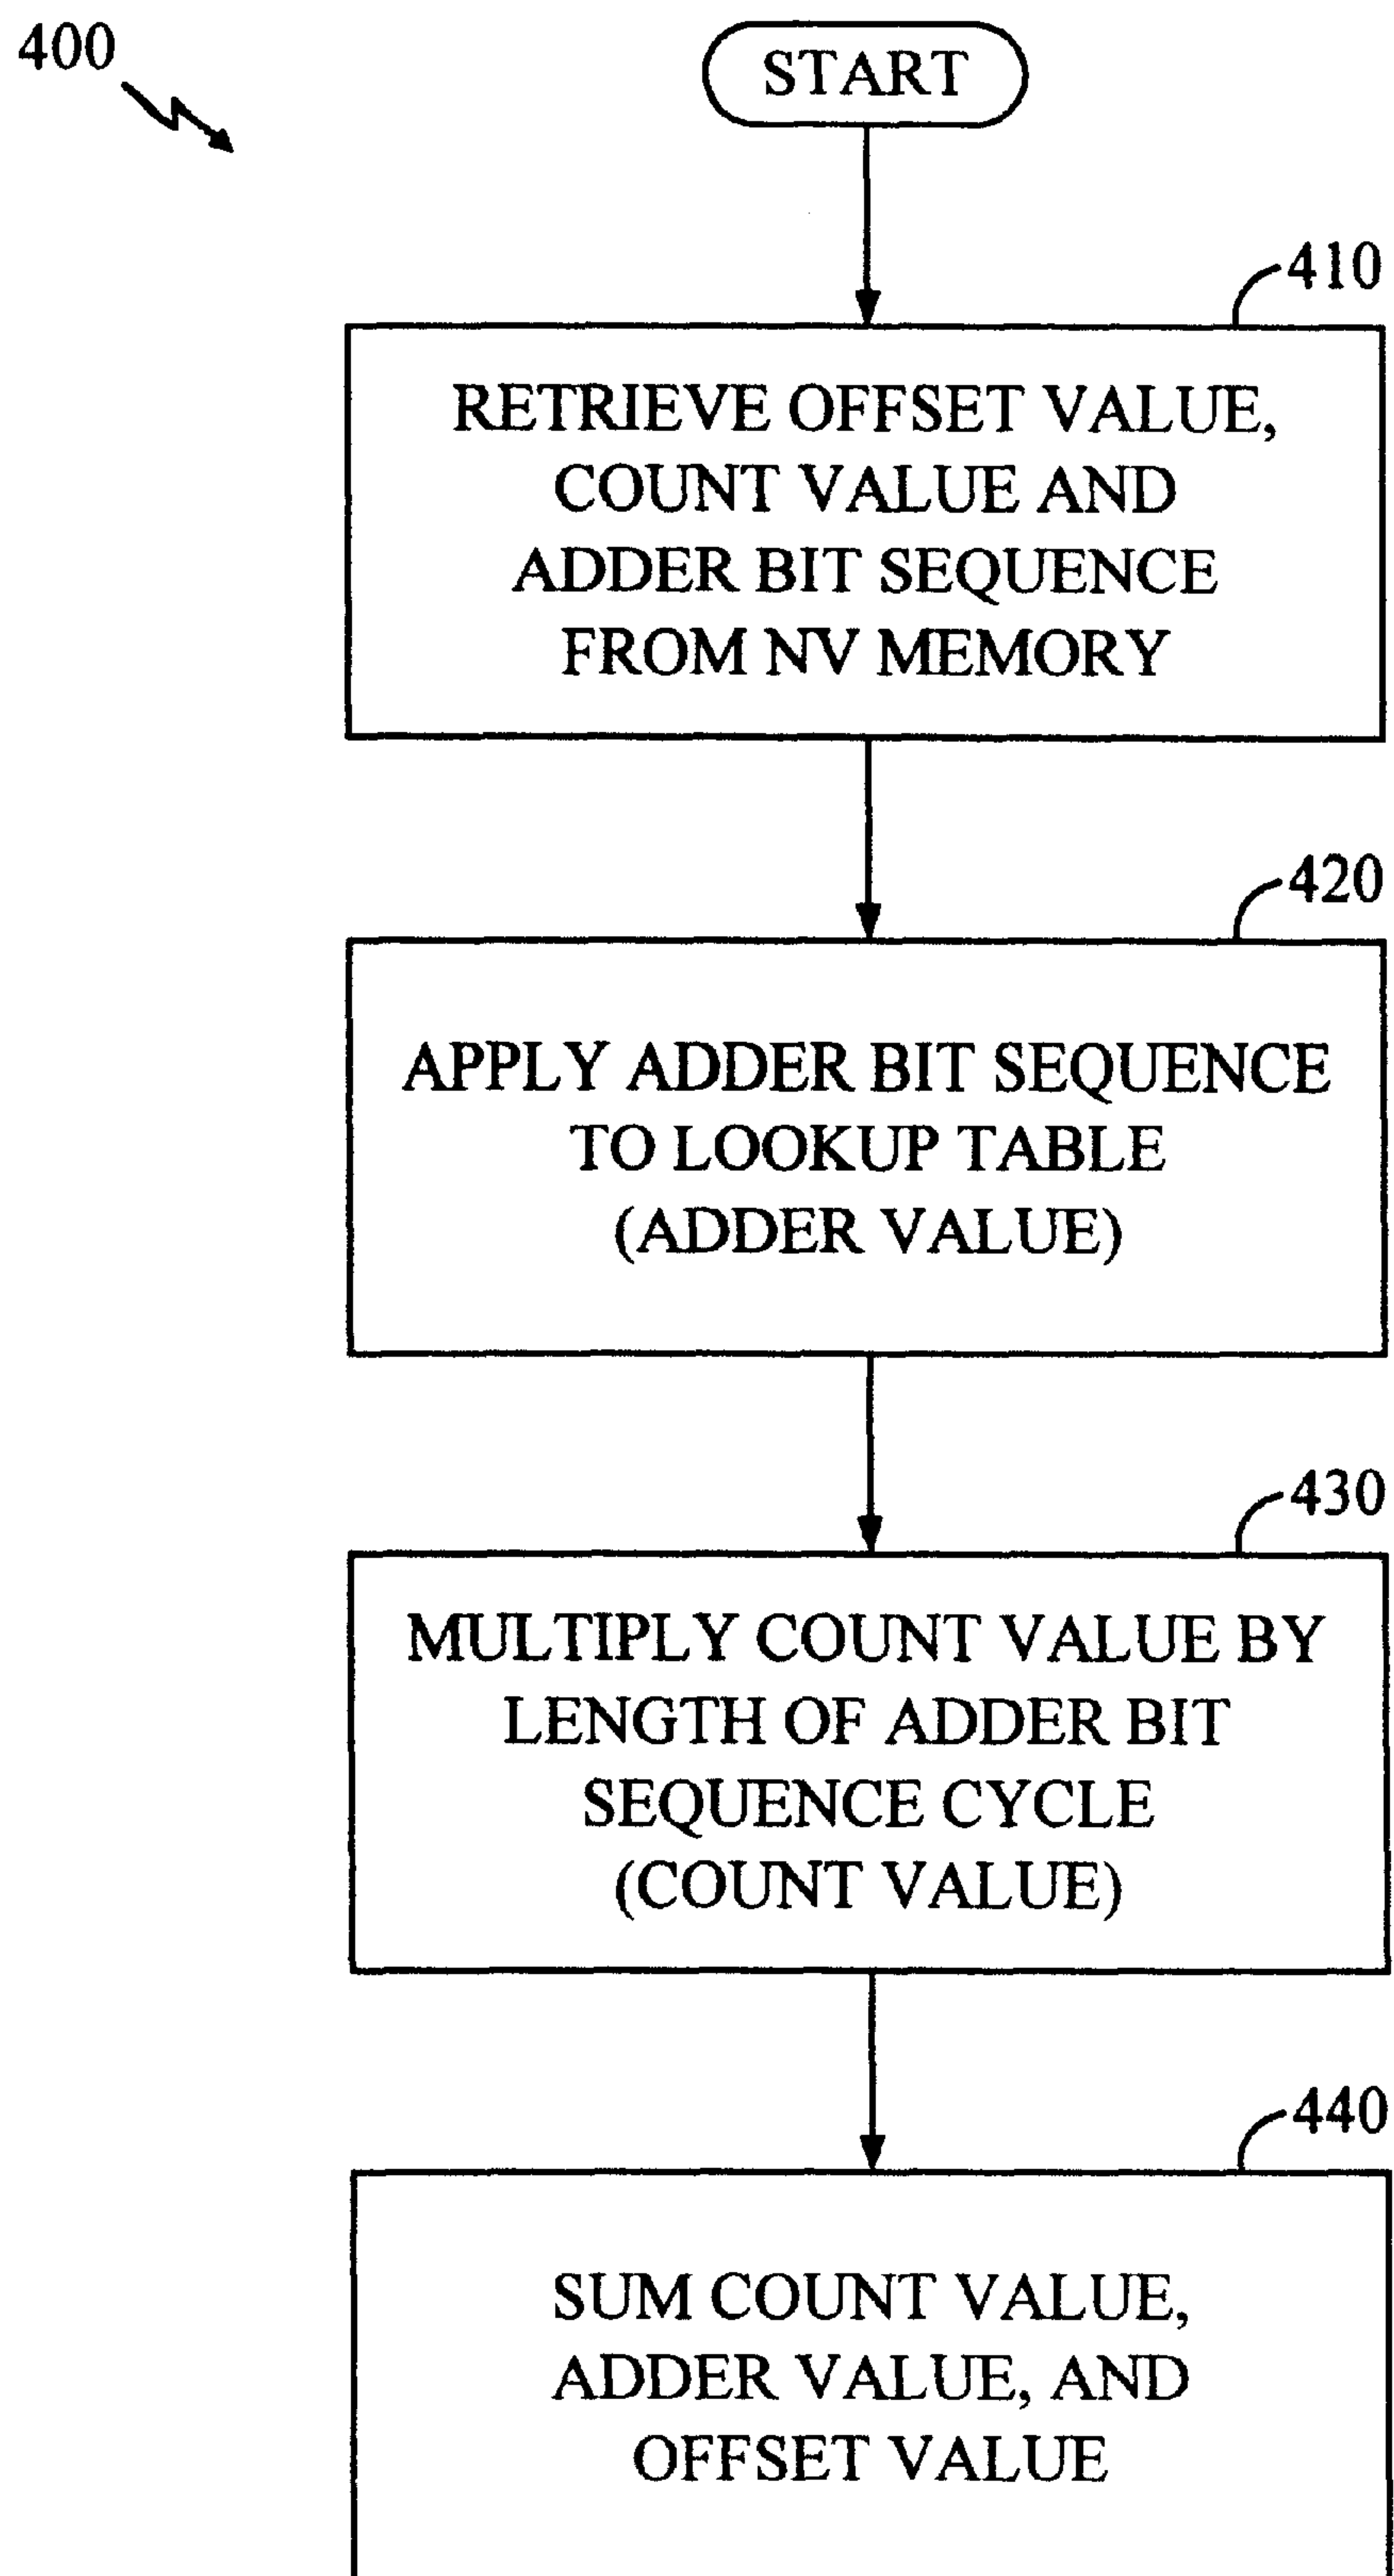 400
START
410
RETRIEVE OFFSET VALUE,
COUNT VALUE AND
ADDER BIT SEQUENCE
FROM NV MEMORY
420
APPLY ADDER BIT SEQUENCE
TO LOOKUP TABLE
(ADDER VALUE)
430
MULTIPLY COUNT VALUE BY
LENGTH OF ADDER BIT
SEQUENCE CYCLE
(COUNT VALUE)
440
SUM COUNT VALUE,
ADDER VALUE, AND
OFFSET VALUE